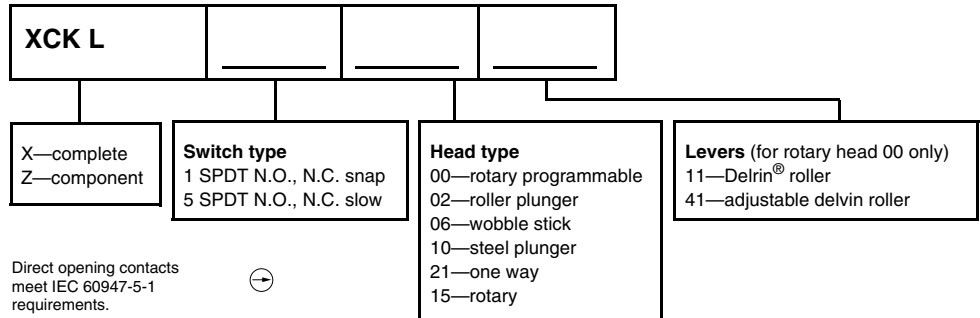 XCK L
X—complete
Z—component
Switch type
1 SPDT N.O., N.C. snap
5 SPDT N.O., N.C. slow
Head type
00—rotary programmable
02—roller plunger
06—wobble stick
10—steel plunger
21—one way
15—rotary
Levers (for rotary head 00 only)
11—Delrin® roller
41—adjustable delvin roller
Direct opening contacts
meet IEC 60947-5-1
requirements.